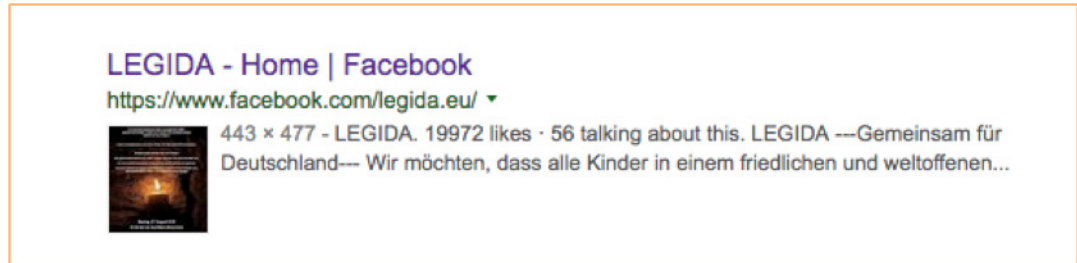 LEGIDA - Home | Facebook
https://www.facebook.com/legida.eu/
443 × 477 - LEGIDA. 19972 likes · 56 talking about this. LEGIDA ---Gemeinsam für
Deutschland--- Wir möchten, dass alle Kinder in einem friedlichen und weltoffenen...